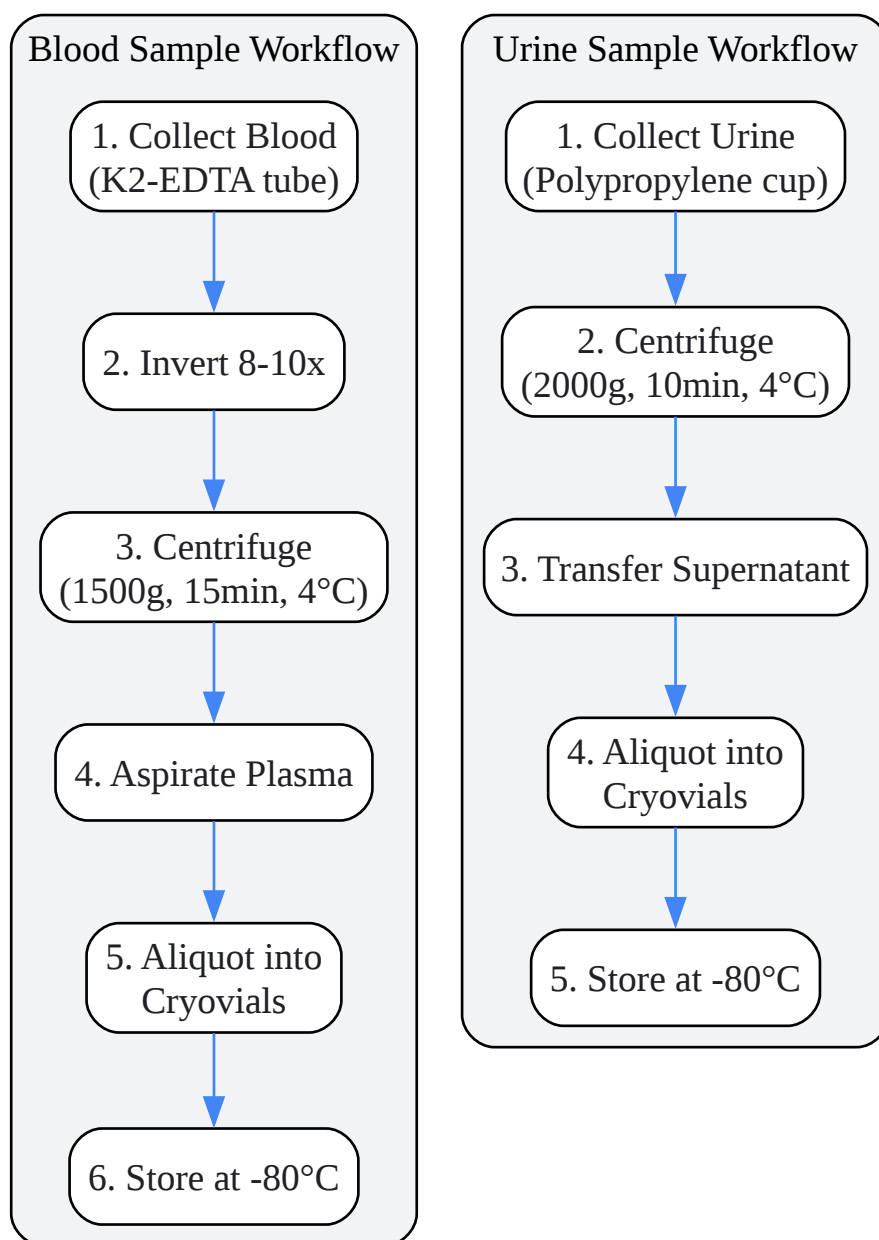 Blood Sample Workflow
1. Collect Blood
(K2-EDTA tube)
2. Invert 8-10x
3. Centrifuge
(1500g, 15min, 4°C)
4. Aspirate Plasma
5. Aliquot into
Cryovials
6. Store at -80°C
Urine Sample Workflow
1. Collect Urine
(Polypropylene cup)
2. Centrifuge
(2000g, 10min, 4°C)
3. Transfer Supernatant
4. Aliquot into
Cryovials
5. Store at -80°C